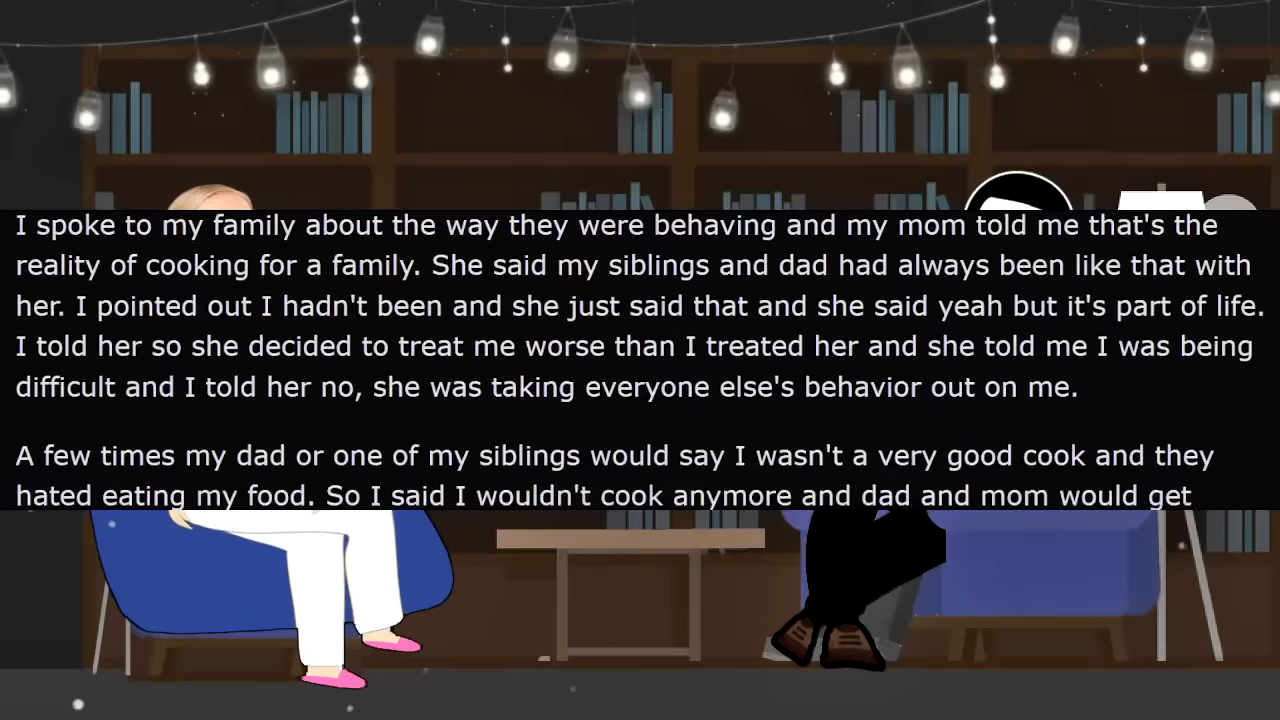 I spoke to my family about the way they were behaving and my mom told me that's the
reality of cooking for a family. She said my siblings and dad had always been like that with
her. I pointed out I hadn't been and she just said that and she said yeah but it's part of life.
I told her so she decided to treat me worse than I treated her and she told me I was being
difficult and I told her no, she was taking everyone else's behavior out on me.
A few times my dad or one of my siblings would say I wasn't a very good cook and they
hated eating my food. So I said I wouldn't cook anymore and dad and mom would get